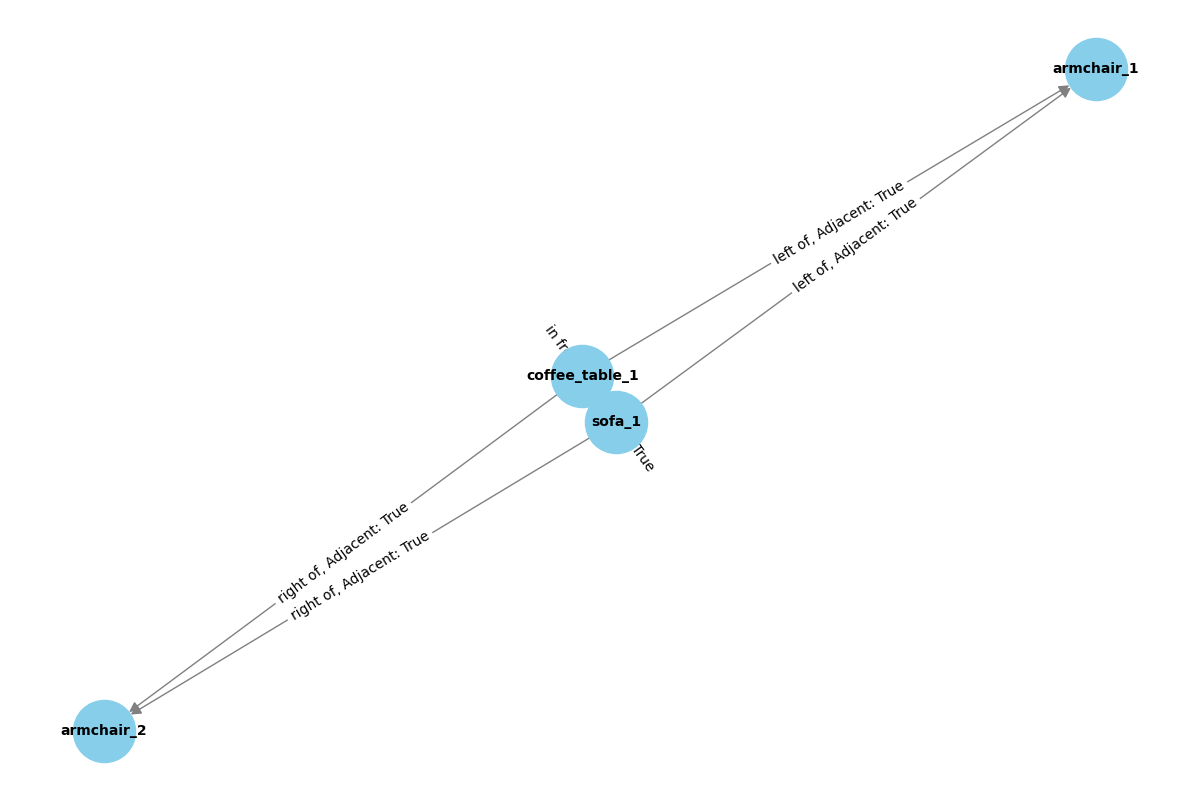 armchair_1
left of, Adjacent: True
left of, Adjacent: True
in fr
coffee_table_1
sofa_1
True
right of, Adjacent: True
right of, Adjacent: True
armchair_2